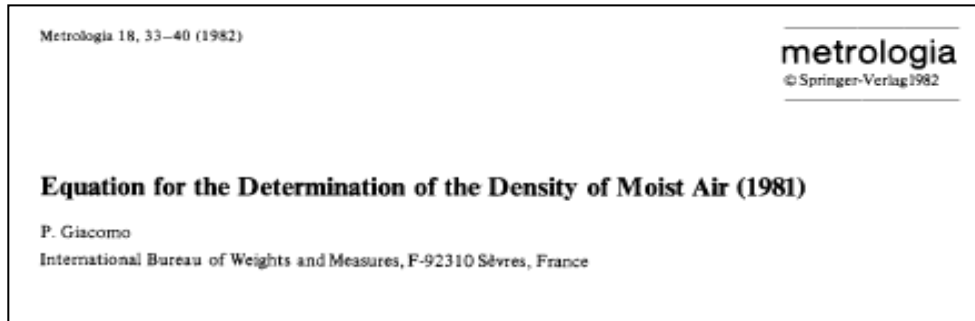 Metrologia 18, 33–40 (1982)
metrologia
© Springer-Verlag 1982
Equation for the Determination of the Density of Moist Air (1981)
P. Giacomo
International Bureau of Weights and Measures, F-92310 Sèvres, France